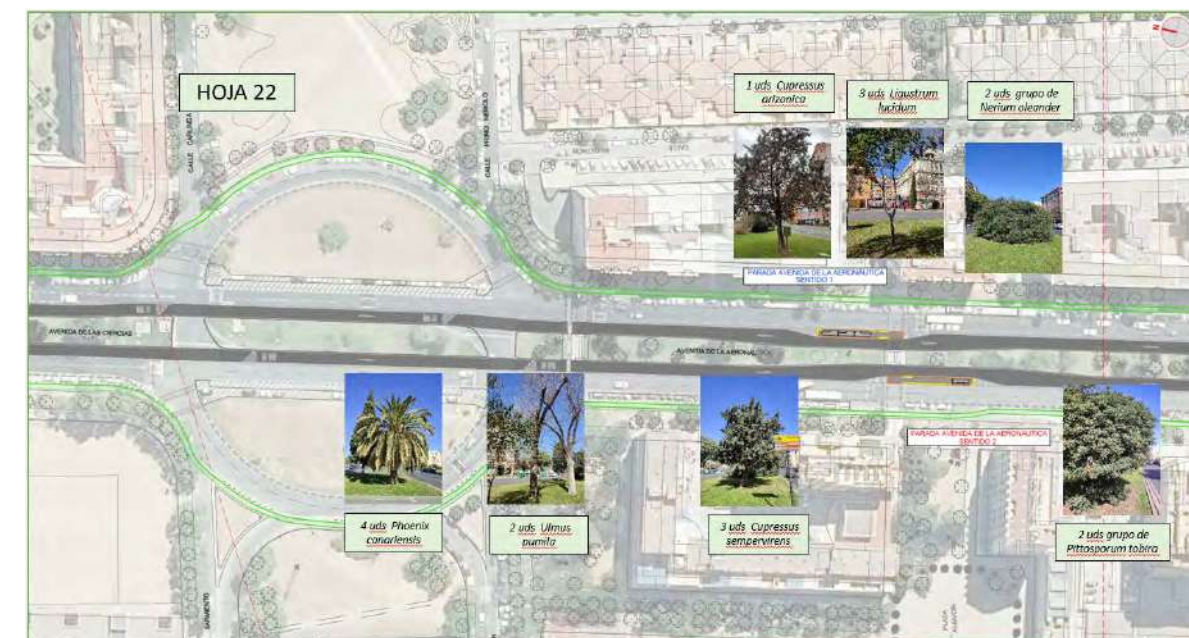 HOJA 22
1 uds Cupressus
arizonica
3 uds Ligustrum
lucidum
2 uds grupo de
Nerium oleander
PARADA AVENIDA DE LA AERONAUTICA
SENTIDO 1
AVENIDA DE LAS CIENCIAS
AVENIDA DE LA AERONAUTICA
PARADA AVENIDA DE LA AERONAUTICA
SENTIDO 2
4 uds Phoenix
canariensis
2 uds Ulmus
pumila
3 uds Cupressus
sempervirens
2 uds grupo de
Pittosporum tobira
SARMIENTO
PLAZA
N